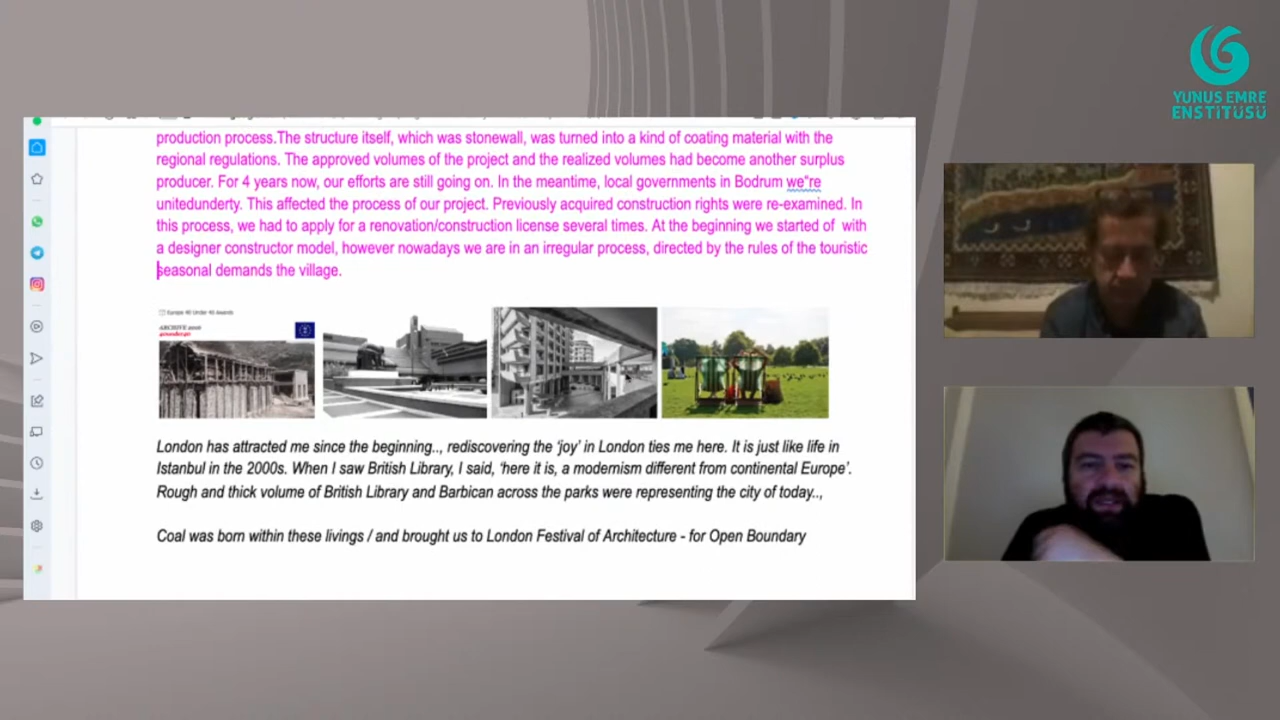 production process.The structure itself, which was stonewall, was turned into a kind of coating material with the
regional regulations. The approved volumes of the project and the realized volumes had become another surplus
producer. For 4 years now, our efforts are still going on. In the meantime, local governments in Bodrum we"re
unitedunderty. This affected the process of our project. Previously acquired construction rights were re-examined. In
this process, we had to apply for a renovation/construction license several times. At the beginning we started of  with
a designer constructor model, however nowadays we are in an irregular process, directed by the rules of the touristic
seasonal demands the village.
Europe 40 Under 40 Awards
ARCHIVE 2016
London has attracted me since the beginning.., rediscovering the 'joy' in London ties me here. It is just like life in
Istanbul in the 2000s. When I saw British Library, I said, 'here it is, a modernism different from continental Europe'.
Rough and thick volume of British Library and Barbican across the parks were representing the city of today..,
Coal was born within these livings / and brought us to London Festival of Architecture - for Open Boundary
YUNUS EMRE
ENSTİTÜSÜ